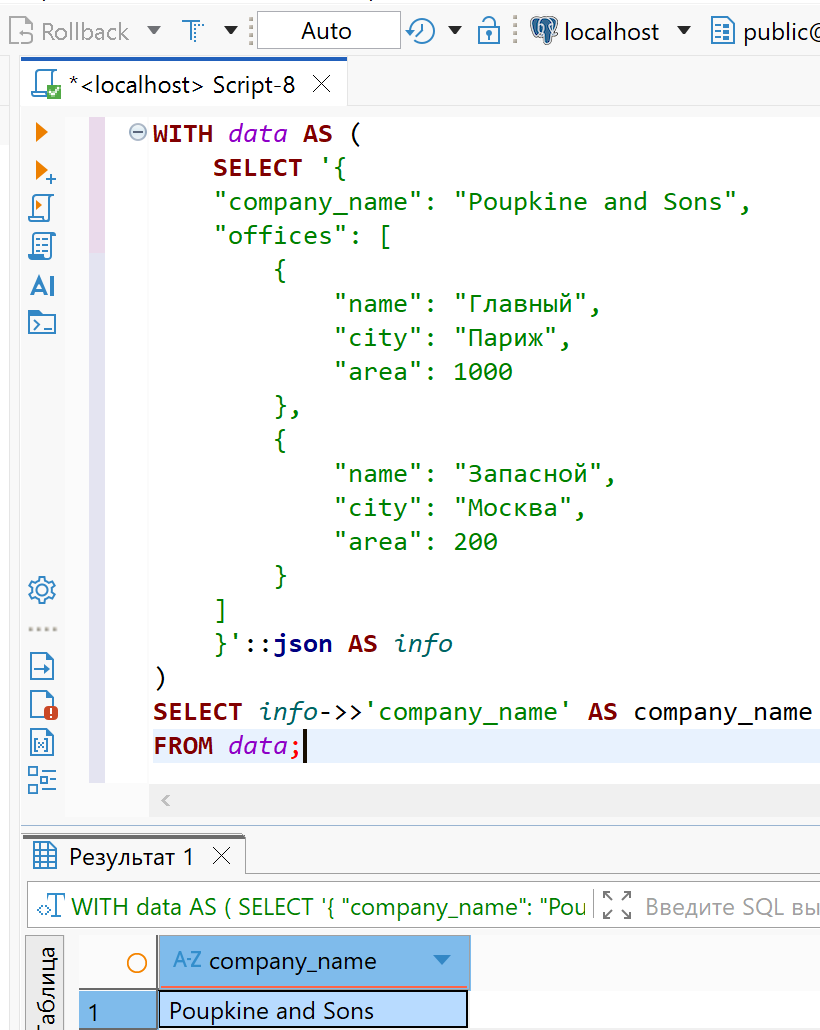 Rollback
Auto
localhost
public@
*<localhost> Script-8
WITH data AS (
SELECT '{
"company_name": "Poupkine and Sons",
"offices": [
{
"name": "Главный",
"city": "Париж",
"area": 1000
},
{
"name": "Запасной",
"city": "Москва",
"area": 200
}
]
}'::json AS info
)
SELECT info->>'company_name' AS company_name
FROM data;
AI
Результат 1
WITH data AS ( SELECT '{ "company_name": "Pou
Введите SQL вы
Таблица
A-Z company_name
1
Poupkine and Sons